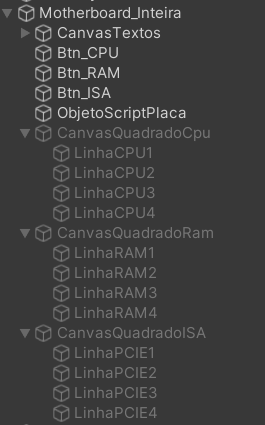 Motherboard_Inteira
CanvasTextos
Btn_CPU
Btn_RAM
Btn_ISA
ObjetoScriptPlaca
CanvasQuadradoCpu
LinhaCPU1
LinhaCPU2
LinhaCPU3
LinhaCPU4
CanvasQuadradoRam
LinhaRAM1
LinhaRAM2
LinhaRAM3
LinhaRAM4
CanvasQuadradoISA
LinhaPCIE1
LinhaPCIE2
LinhaPCIE3
LinhaPCIE4